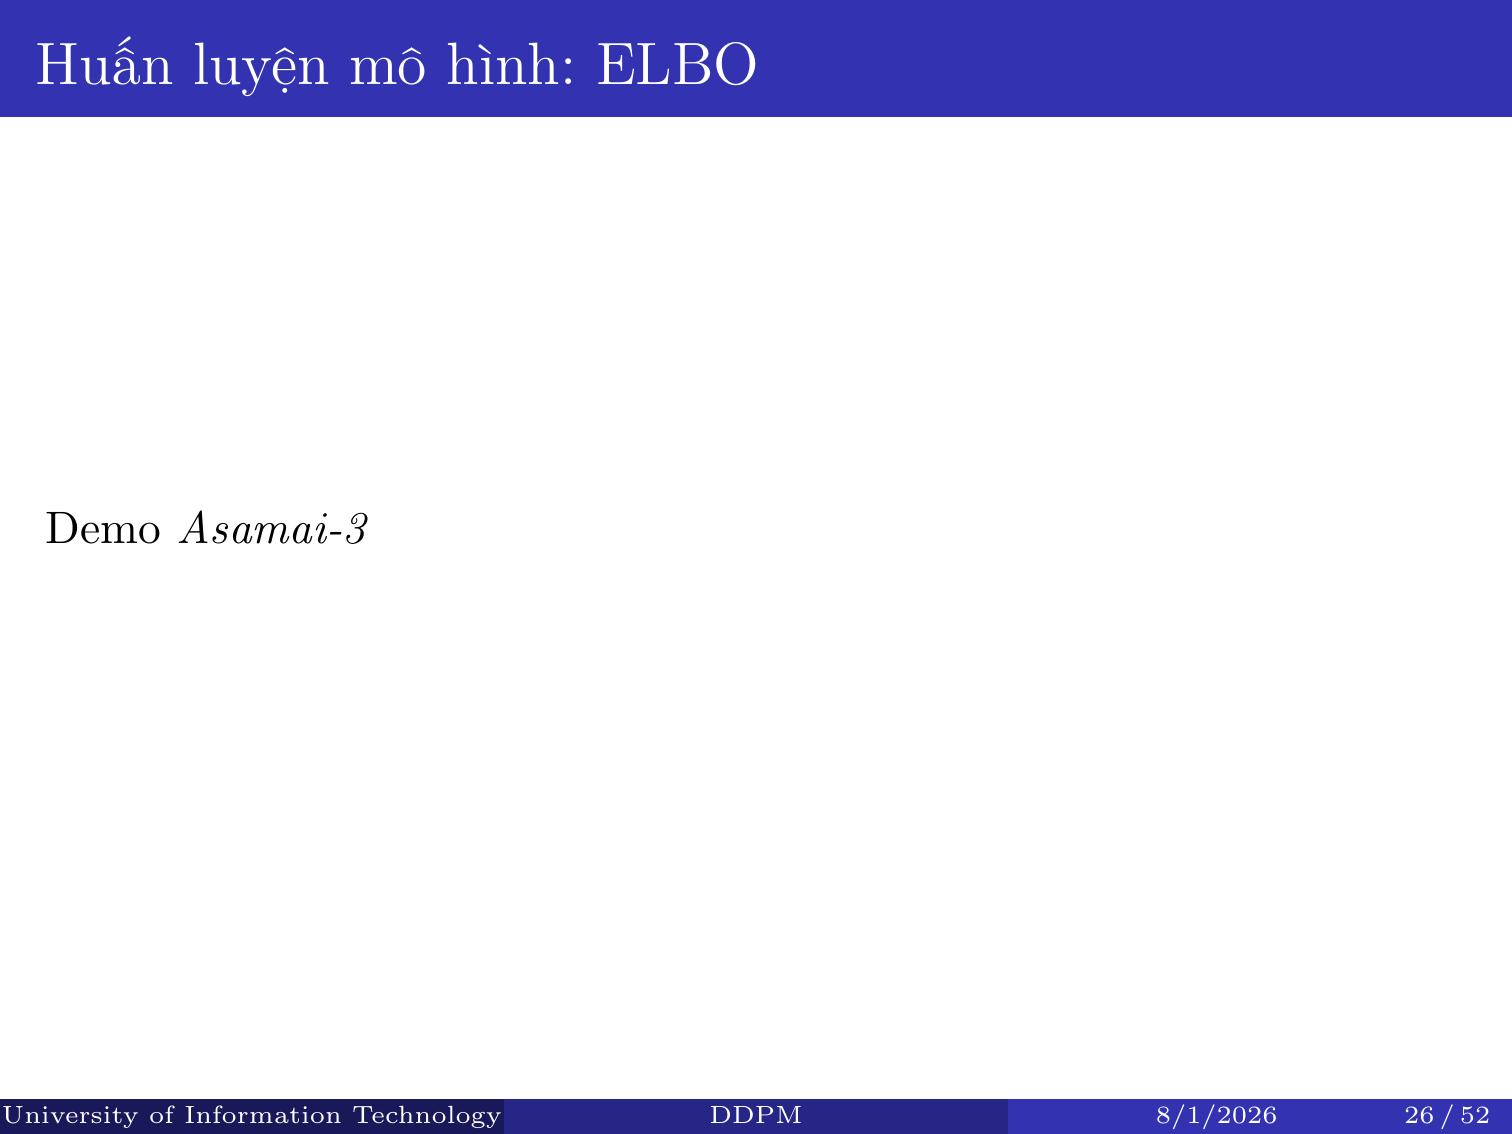 Huấn luyện mô hình: ELBO
Demo Asamai-3
University of Information Technology DDPM 8/1/2026 26 / 52